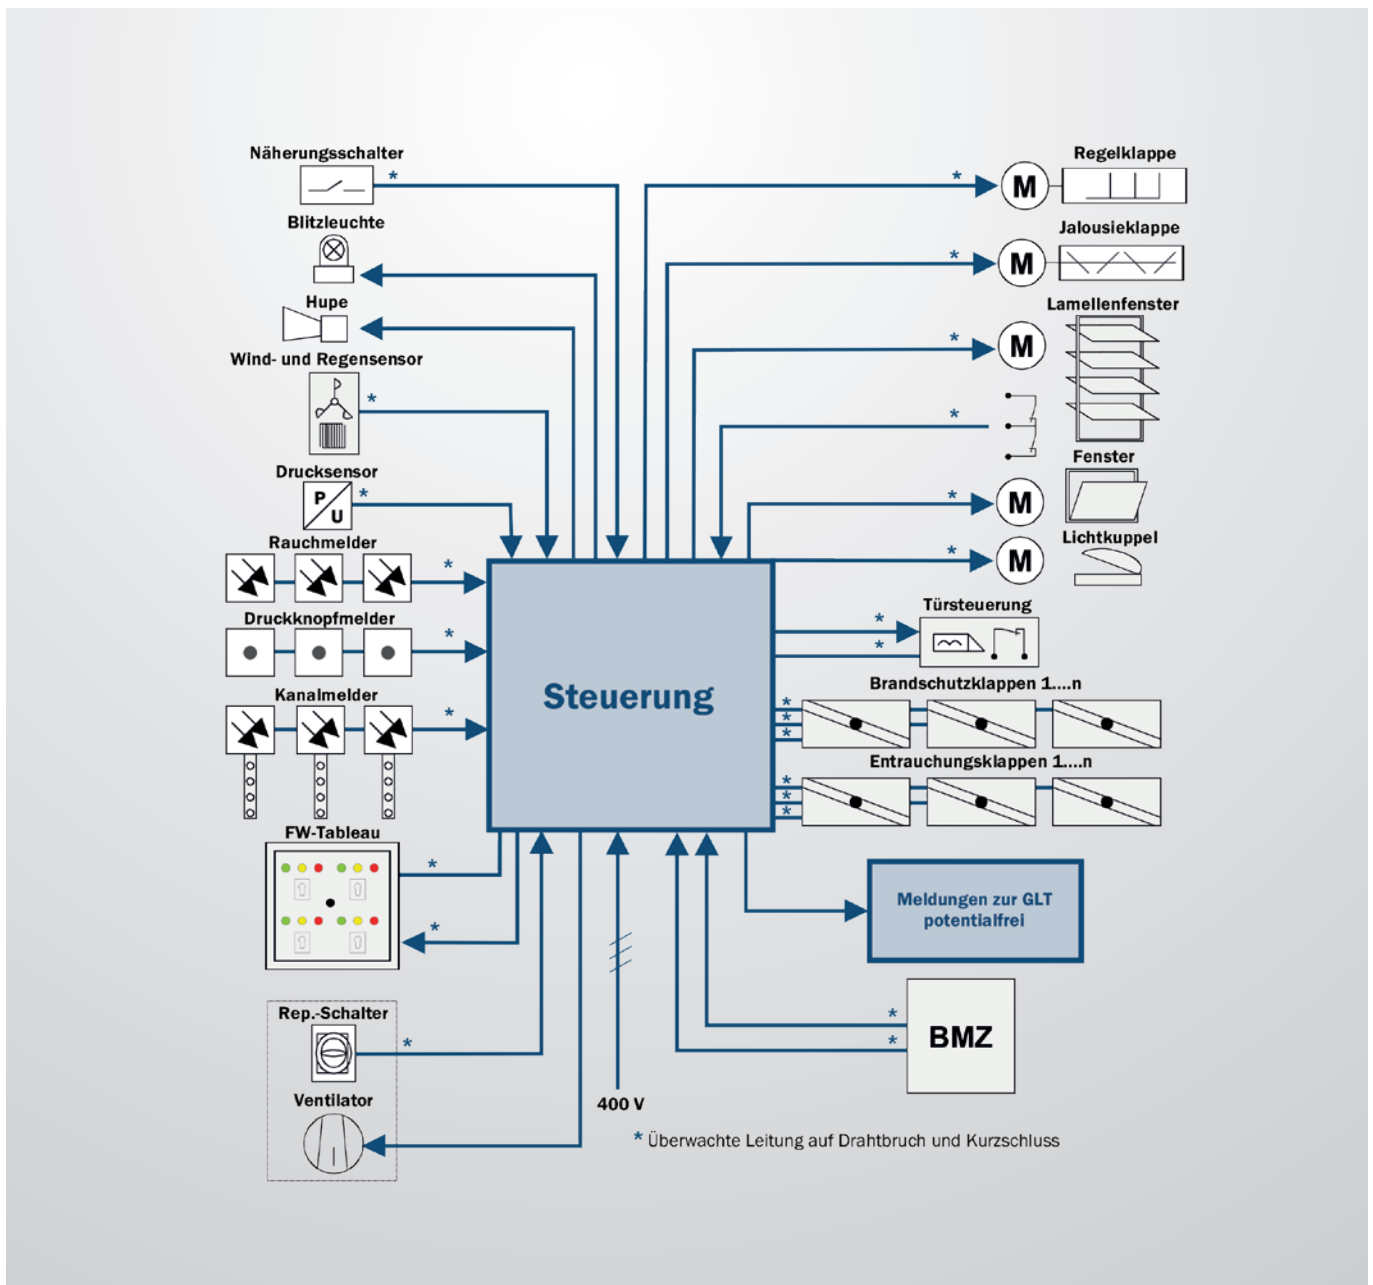 Näherungsschalter
*
Blitzleuchte
Hupe
Wind- und Regensensor
*
Drucksensor
P
U
*
Rauchmelder
*
Druckknopfmelder
*
Kanalmelder
*
FW-Tableau
*
*
Rep.-Schalter
*
Ventilator
Steuerung
400 V
Regelklappe
*
M
Jalousieklappe
*
M
Lamellenfenster
*
M
*
Fenster
*
M
Lichtkuppel
*
M
Türsteuerung
*
*
Brandschutzklappen 1....n
*
*
*
Entrauchungsklappen 1....n
*
*
*
Meldungen zur GLT
potentialfrei
*
*
BMZ
* Überwachte Leitung auf Drahtbruch und Kurzschluss